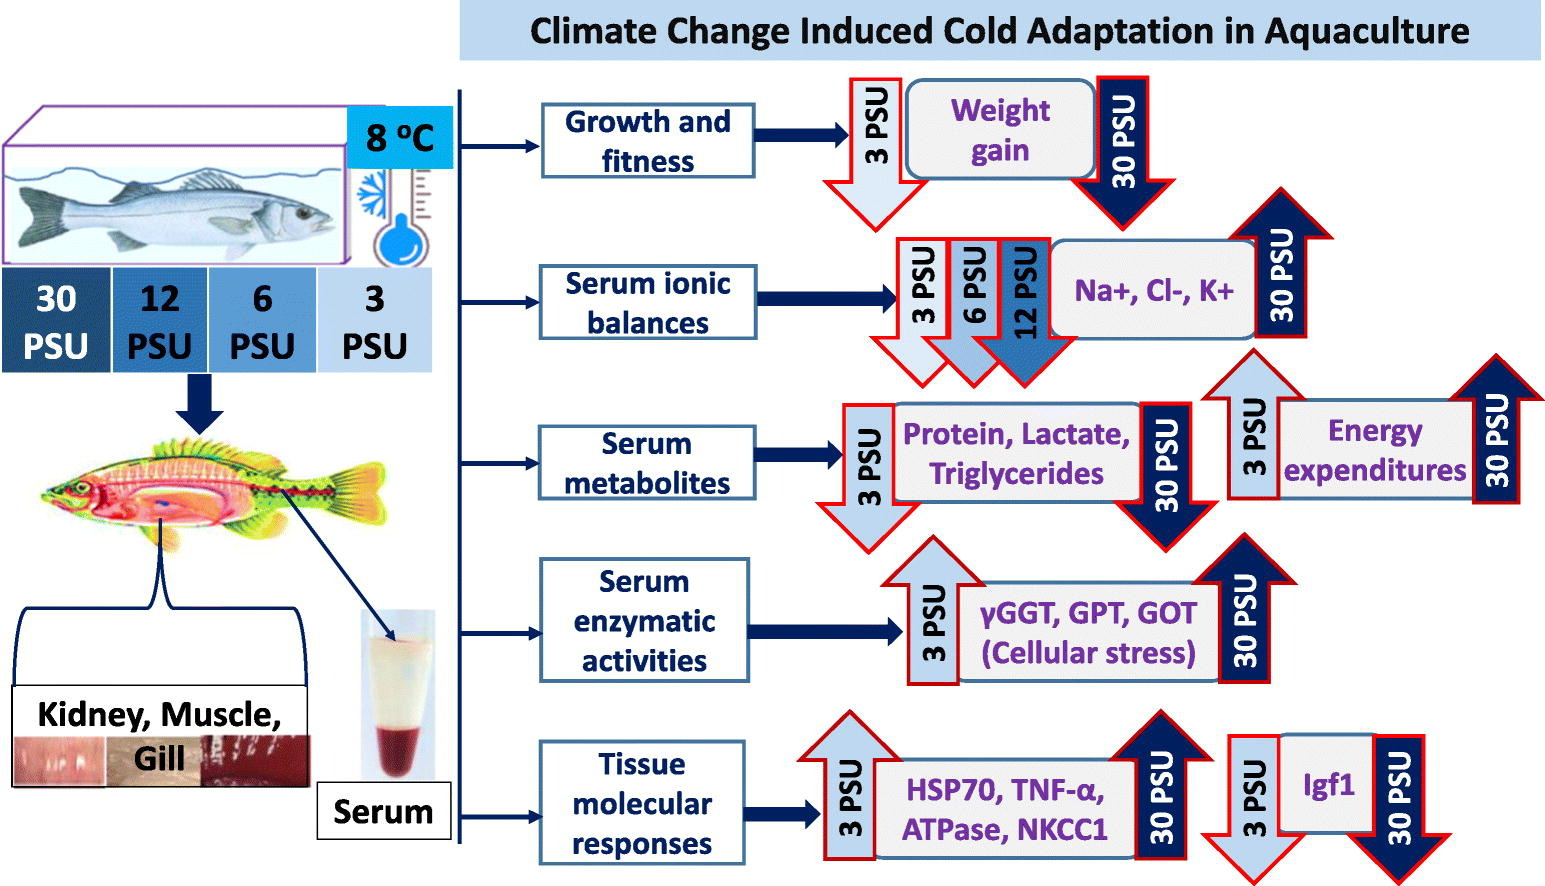 Climate Change Induced Cold Adaptation in Aquaculture
8 °C
30 PSU
12 PSU
6 PSU
3 PSU
Kidney, Muscle,
Gill
Serum
Growth and
fitness
3 PSU
Weight
gain
30 PSU
Serum ionic
balances
3 PSU
6 PSU
12 PSU
Na+, Cl-, K+
30 PSU
Serum
metabolites
3 PSU
Protein, Lactate,
Triglycerides
30 PSU
3 PSU
Energy
expenditures
30 PSU
Serum
enzymatic
activities
3 PSU
γGGT, GPT, GOT
(Cellular stress)
30 PSU
Tissue
molecular
responses
3 PSU
HSP70, TNF-α,
ATPase, NKCC1
30 PSU
3 PSU
Igf1
30 PSU